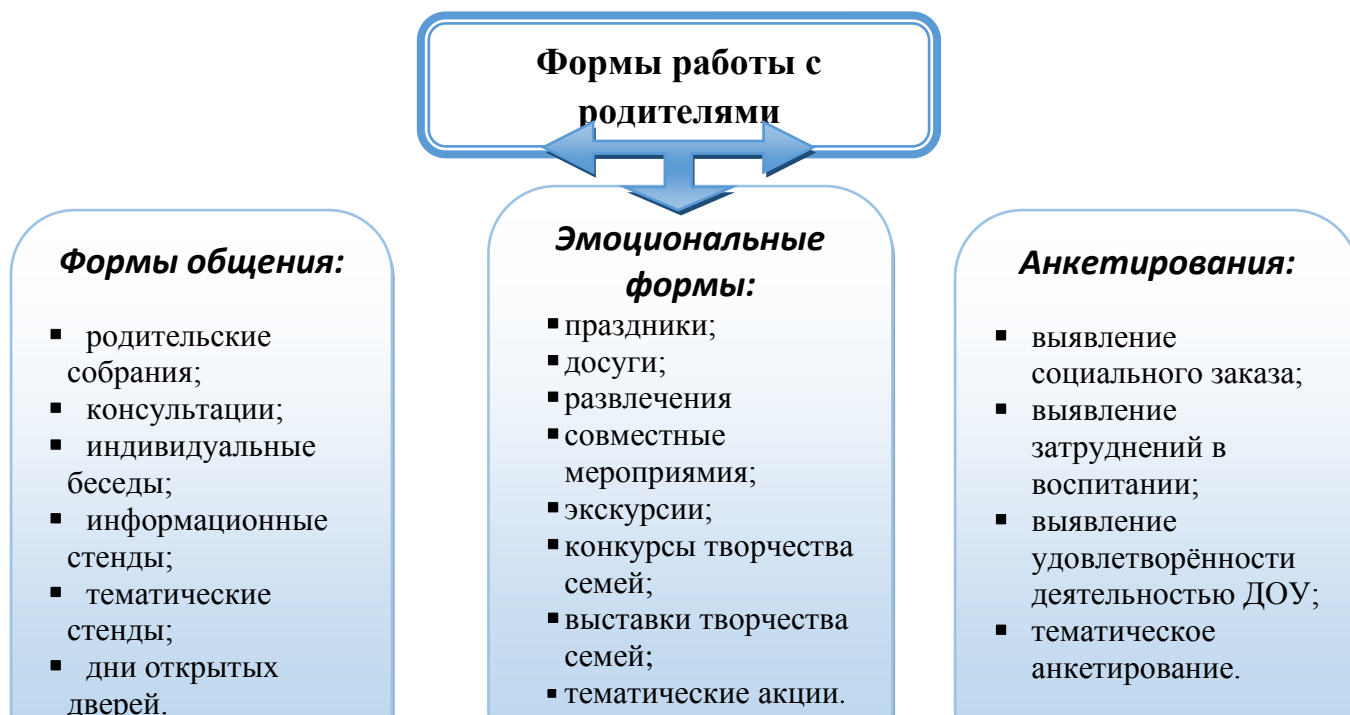 Формы работы с
родителями
Формы общения:
▪ родительские
собрания;
▪ консультации;
▪ индивидуальные
беседы;
▪ информационные
стенды;
▪ тематические
стенды;
▪ дни открытых
дверей.
Эмоциональные
формы:
▪ праздники;
▪ досуги;
▪ развлечения
▪ совместные
мероприямия;
▪ экскурсии;
▪ конкурсы творчества
семей;
▪ выставки творчества
семей;
▪ тематические акции.
Анкетирования:
▪ выявление
социального заказа;
▪ выявление
затруднений в
воспитании;
▪ выявление
удовлетворённости
деятельностью ДОУ;
▪ тематическое
анкетирование.